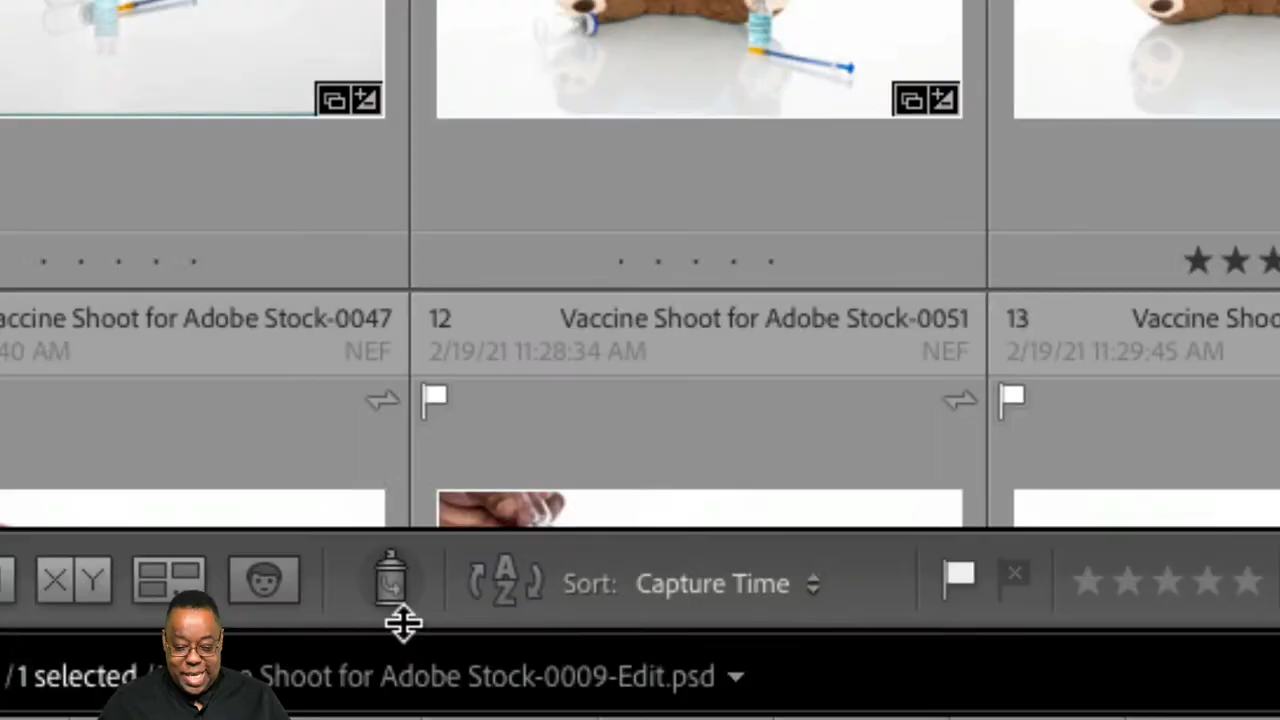 accine Shoot for Adobe Stock-0047
40 AM NEF
12 Vaccine Shoot for Adobe Stock-0051
2/19/21 11:28:34 AM NEF
13 Vaccine Shoo
2/19/21 11:29:45 AM
XY
A
Z
Sort: Capture Time
/1 selected / Shoot for Adobe Stock-0009-Edit.psd